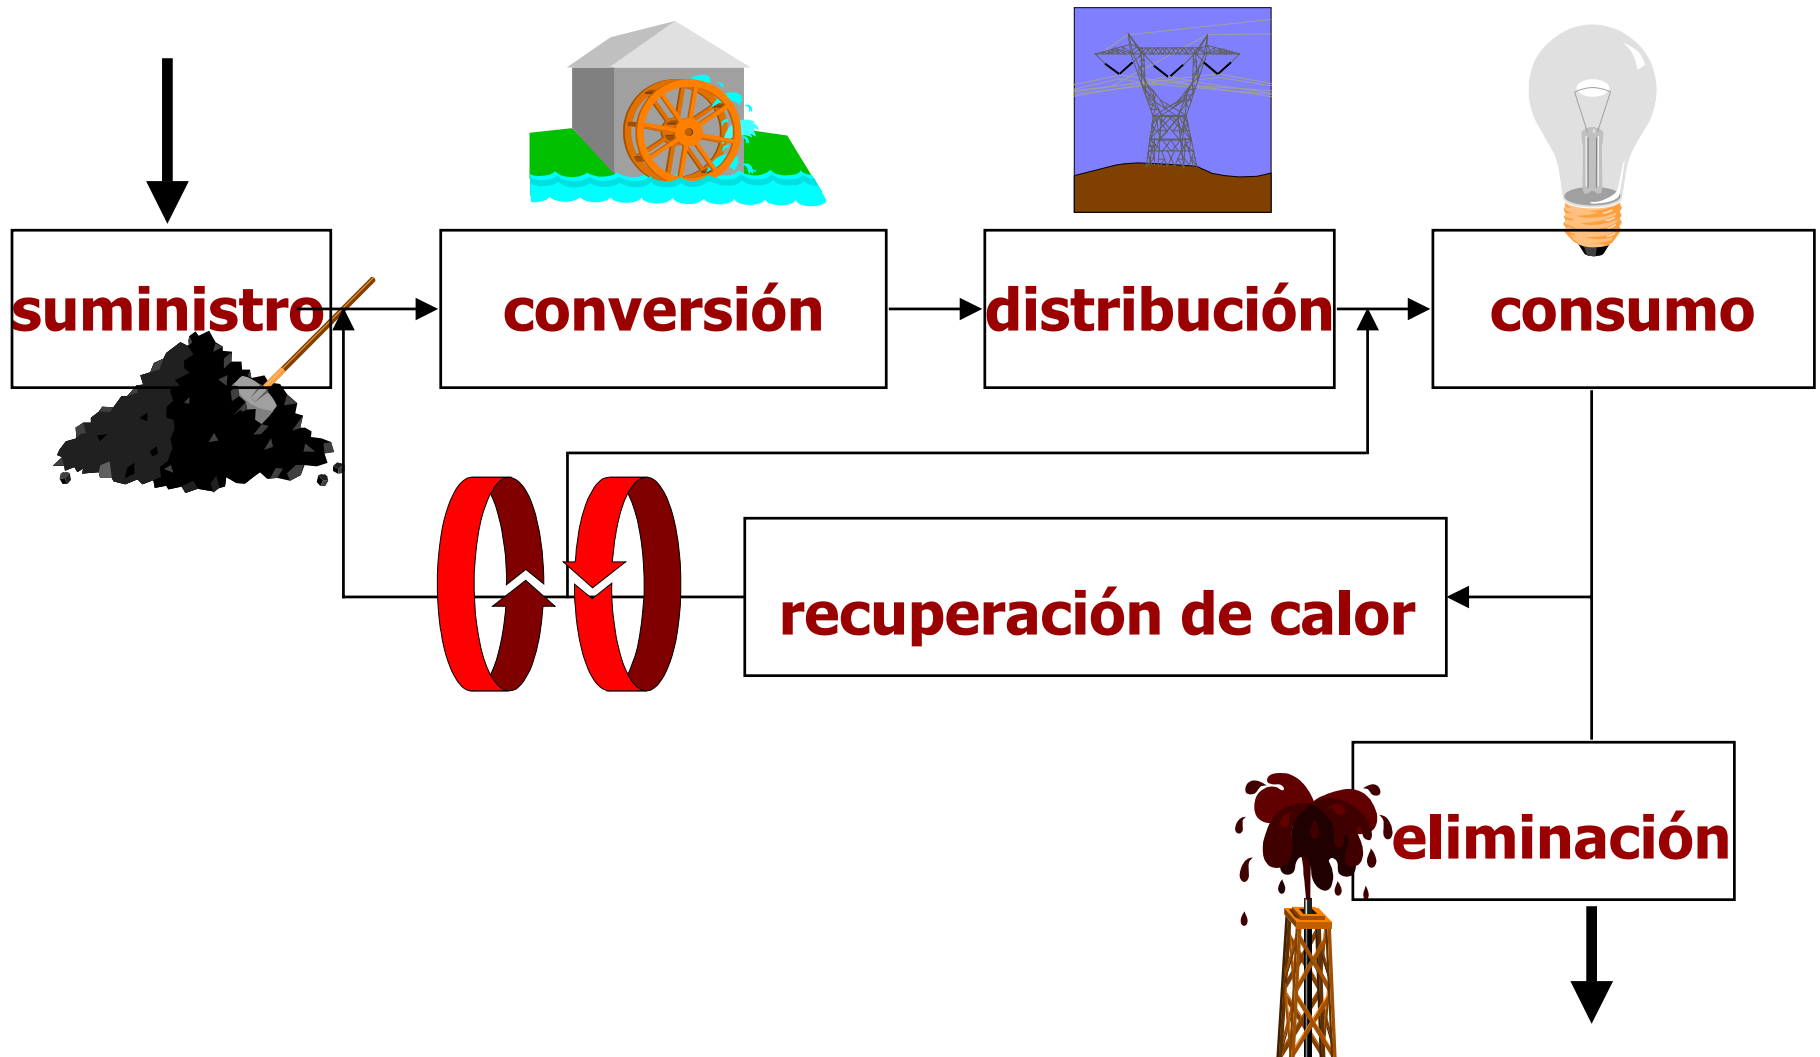 suministro
conversión
distribución
consumo
recuperación de calor
eliminación